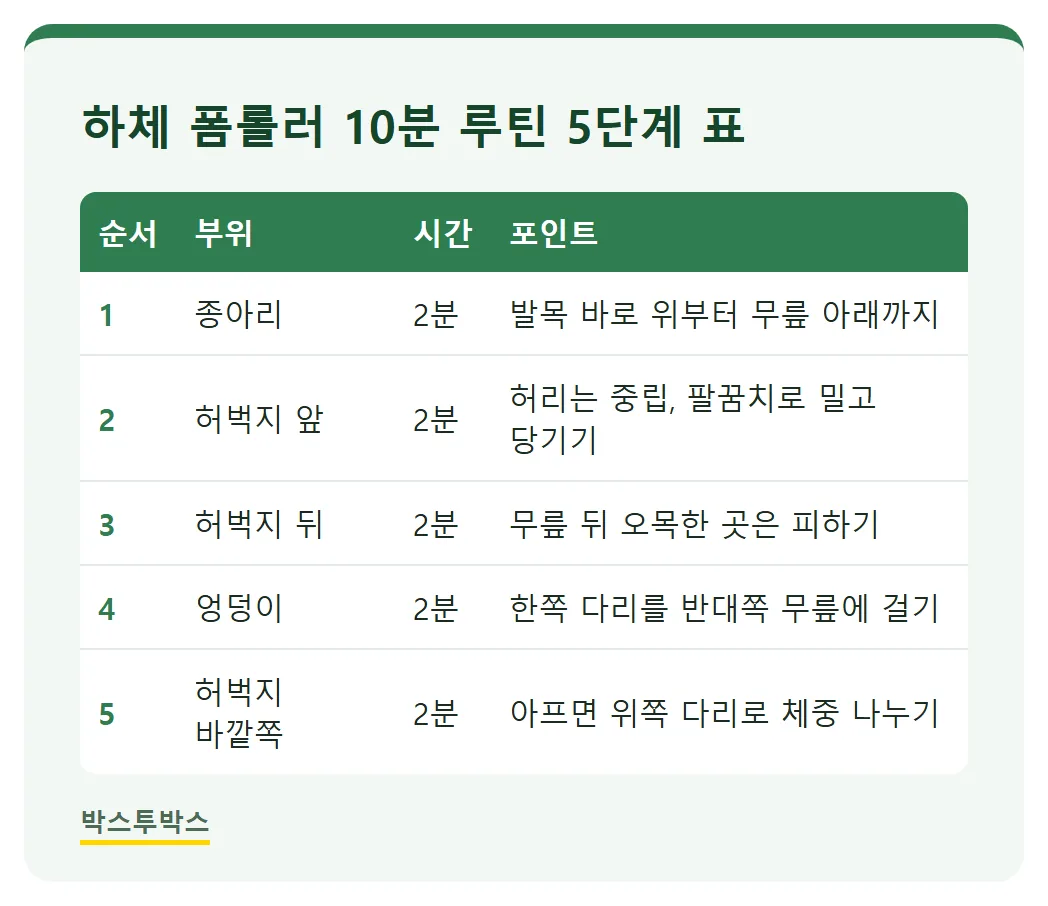 하체 폼롤러 10분 루틴 5단계 표
순서 부위 시간 포인트
1 종아리 2분 발목 바로 위부터 무릎 아래까지
2 허벅지 앞 2분 허리는 중립, 팔꿈치로 밀고
당기기
3 허벅지 뒤 2분 무릎 뒤 오목한 곳은 피하기
4 엉덩이 2분 한쪽 다리를 반대쪽 무릎에 걸기
5 허벅지
바깥쪽 2분 아프면 위쪽 다리로 체중 나누기
박스투박스